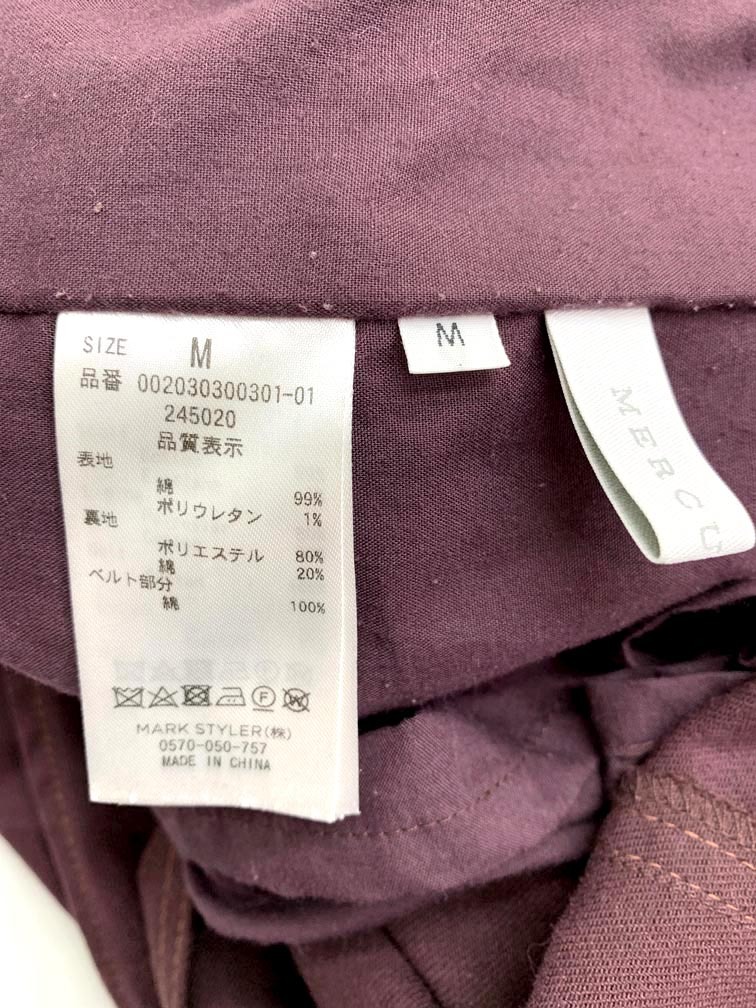 SIZE M
品番 002030300301-01
245020
品質表示
表地
綿 99%
ポリウレタン 1%
裏地
ポリエステル 80%
綿 20%
ベルト部分
綿 100%
MARK STYLER(株)
0570-050-757
MADE IN CHINA
M
MERCU